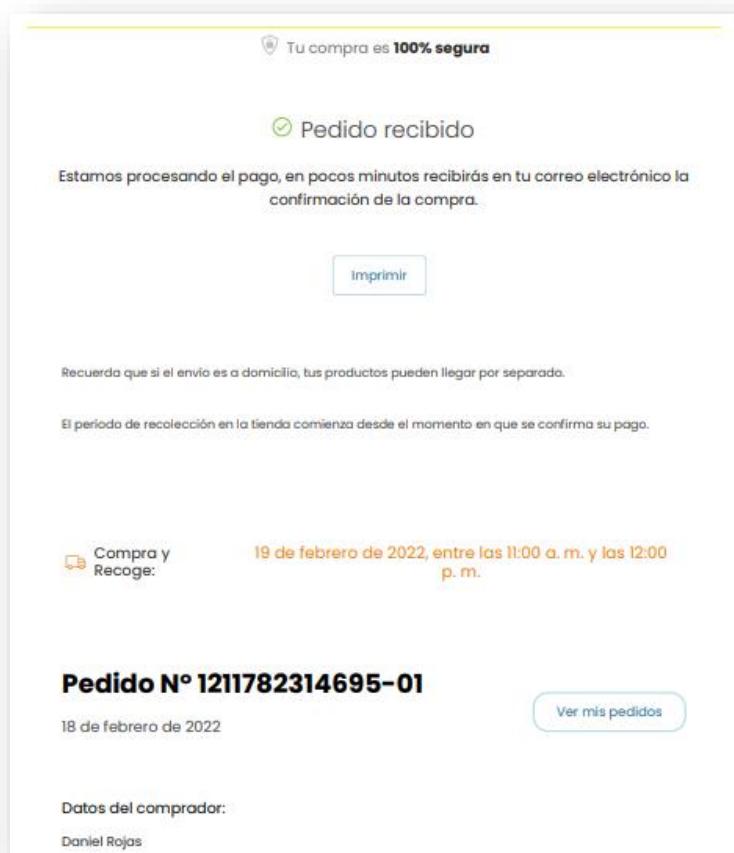 Tu compra es 100% segura
Pedido recibido
Estamos procesando el pago, en pocos minutos recibirás en tu correo electrónico la
confirmación de la compra.
Imprimir
Recuerda que si el envío es a domicilio, tus productos pueden llegar por separado.
El período de recolección en la tienda comienza desde el momento en que se confirma su pago.
Compra y
Recoge:
19 de febrero de 2022, entre las 11:00 a. m. y las 12:00
p. m.
Pedido Nº 1211782314695-01
18 de febrero de 2022
Ver mis pedidos
Datos del comprador:
Daniel Rojas